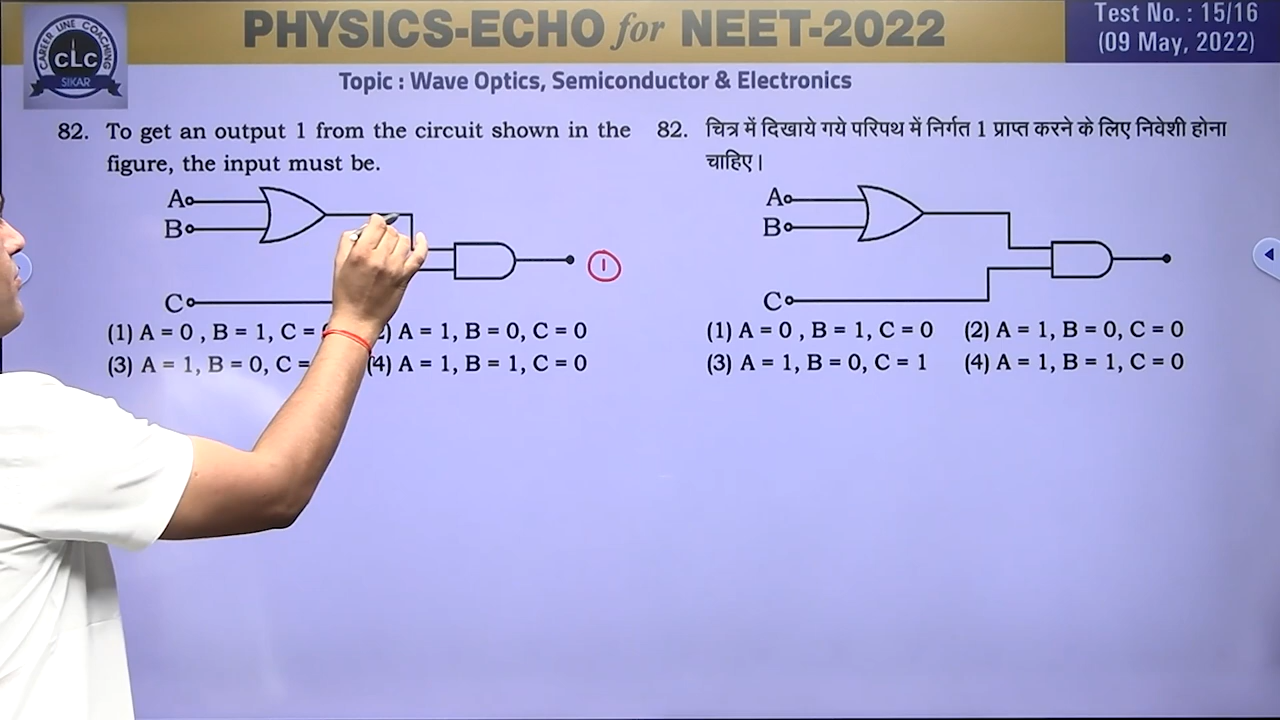 CAREER LINE COACHING
CLC
SIKAR
PHYSICS-ECHO for NEET-2022
Test No. : 15/16
(09 May, 2022)
Topic : Wave Optics, Semiconductor & Electronics
82. To get an output 1 from the circuit shown in the
figure, the input must be.
A
B
C
1
(1) A = 0 , B = 1, C =
) A = 1, B = 0, C = 0
(3) A = 1, B = 0, C =
(4) A = 1, B = 1, C = 0
82. चित्र में दिखाये गये परिपथ में निर्गत 1 प्राप्त करने के लिए निवेशी होना
चाहिए।
A
B
C
(1) A = 0 , B = 1, C = 0 (2) A = 1, B = 0, C = 0
(3) A = 1, B = 0, C = 1 (4) A = 1, B = 1, C = 0